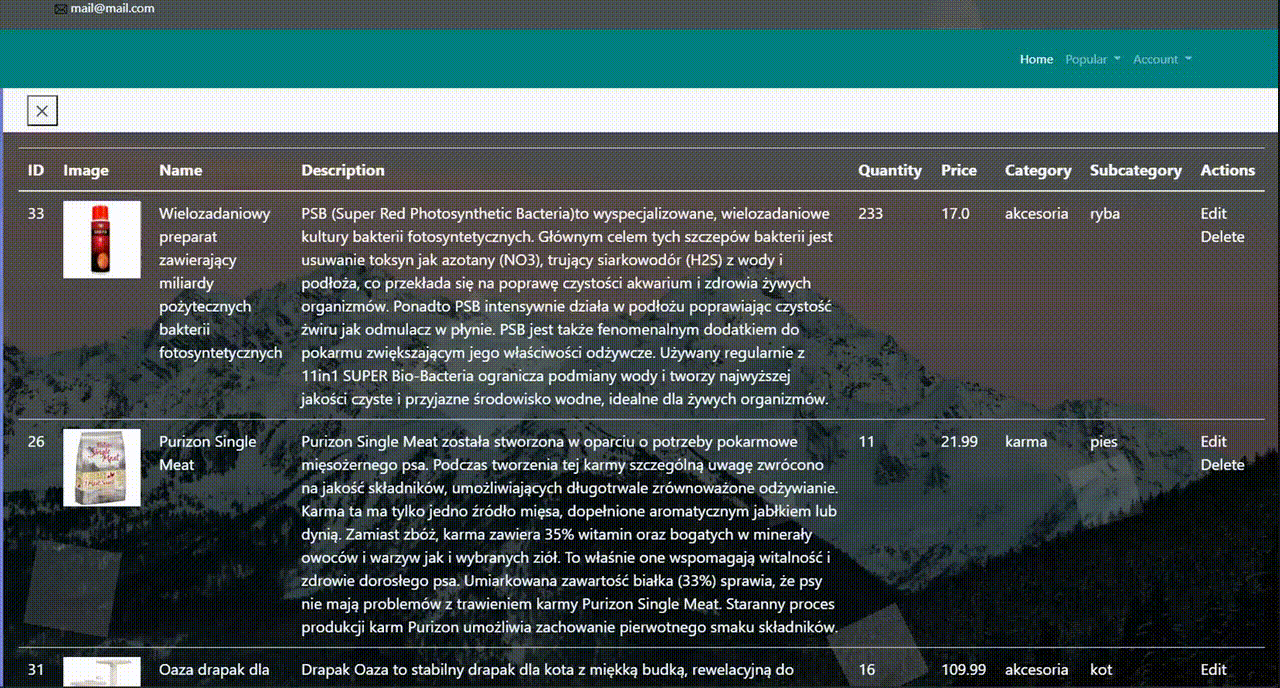 mail@mail.com
Home Popular Account
ID Image Name Description Quantity Price Category Subcategory Actions
33 Wielozadaniowy preparat zawierający miliardy pożytecznych bakterii fotosyntetycznych
PSB (Super Red Photosynthetic Bacteria)to wyspecjalizowane, wielozadaniowe
kultury bakterii fotosyntetycznych. Głównym celem tych szczepów bakterii jest
usuwanie toksyn jak azotany (NO3), trujący siarkowodór (H2S) z wody i
podłoża, co przekłada się na poprawę czystości akwarium i zdrowia żywych
organizmów. Ponadto PSB intensywnie działa w podłożu poprawiając czystość
żwiru jak odmulacz w płynie. PSB jest także fenomenalnym dodatkiem do
pokarmu zwiększającym jego właściwości odżywcze. Używany regularnie z
11in1 SUPER Bio-Bacteria ogranicza podmiany wody i tworzy najwyższej
jakości czyste i przyjazne środowisko wodne, idealne dla żywych organizmów.
233 17.0 akcesoria ryba Edit
Delete
26 Purizon Single
Meat
Single Meat
Purizon Single Meat została stworzona w oparciu o potrzeby pokarmowe
mięsożernego psa. Podczas tworzenia tej karmy szczególną uwagę zwrócono
na jakość składników, umożliwiających długotrwale zrównoważone odżywianie.
Karma ta ma tylko jedno źródło mięsa, dopełnione aromatycznym jabłkiem lub
dynią. Zamiast zbóż, karma zawiera 35% witamin oraz bogatych w minerały
owoców i warzyw jak i wybranych ziół. To właśnie one wspomagają witalność i
zdrowie dorosłego psa. Umiarkowana zawartość białka (33%) sprawia, że psy
nie mają problemów z trawieniem karmy Purizon Single Meat. Staranny proces
produkcji karm Purizon umożliwia zachowanie pierwotnego smaku składników.
11 21.99 karma pies Edit
Delete
31 Oaza drapak dla Drapak Oaza to stabilny drapak dla kota z miękką budką, rewelacyjną do 16 109.99 akcesoria kot Edit